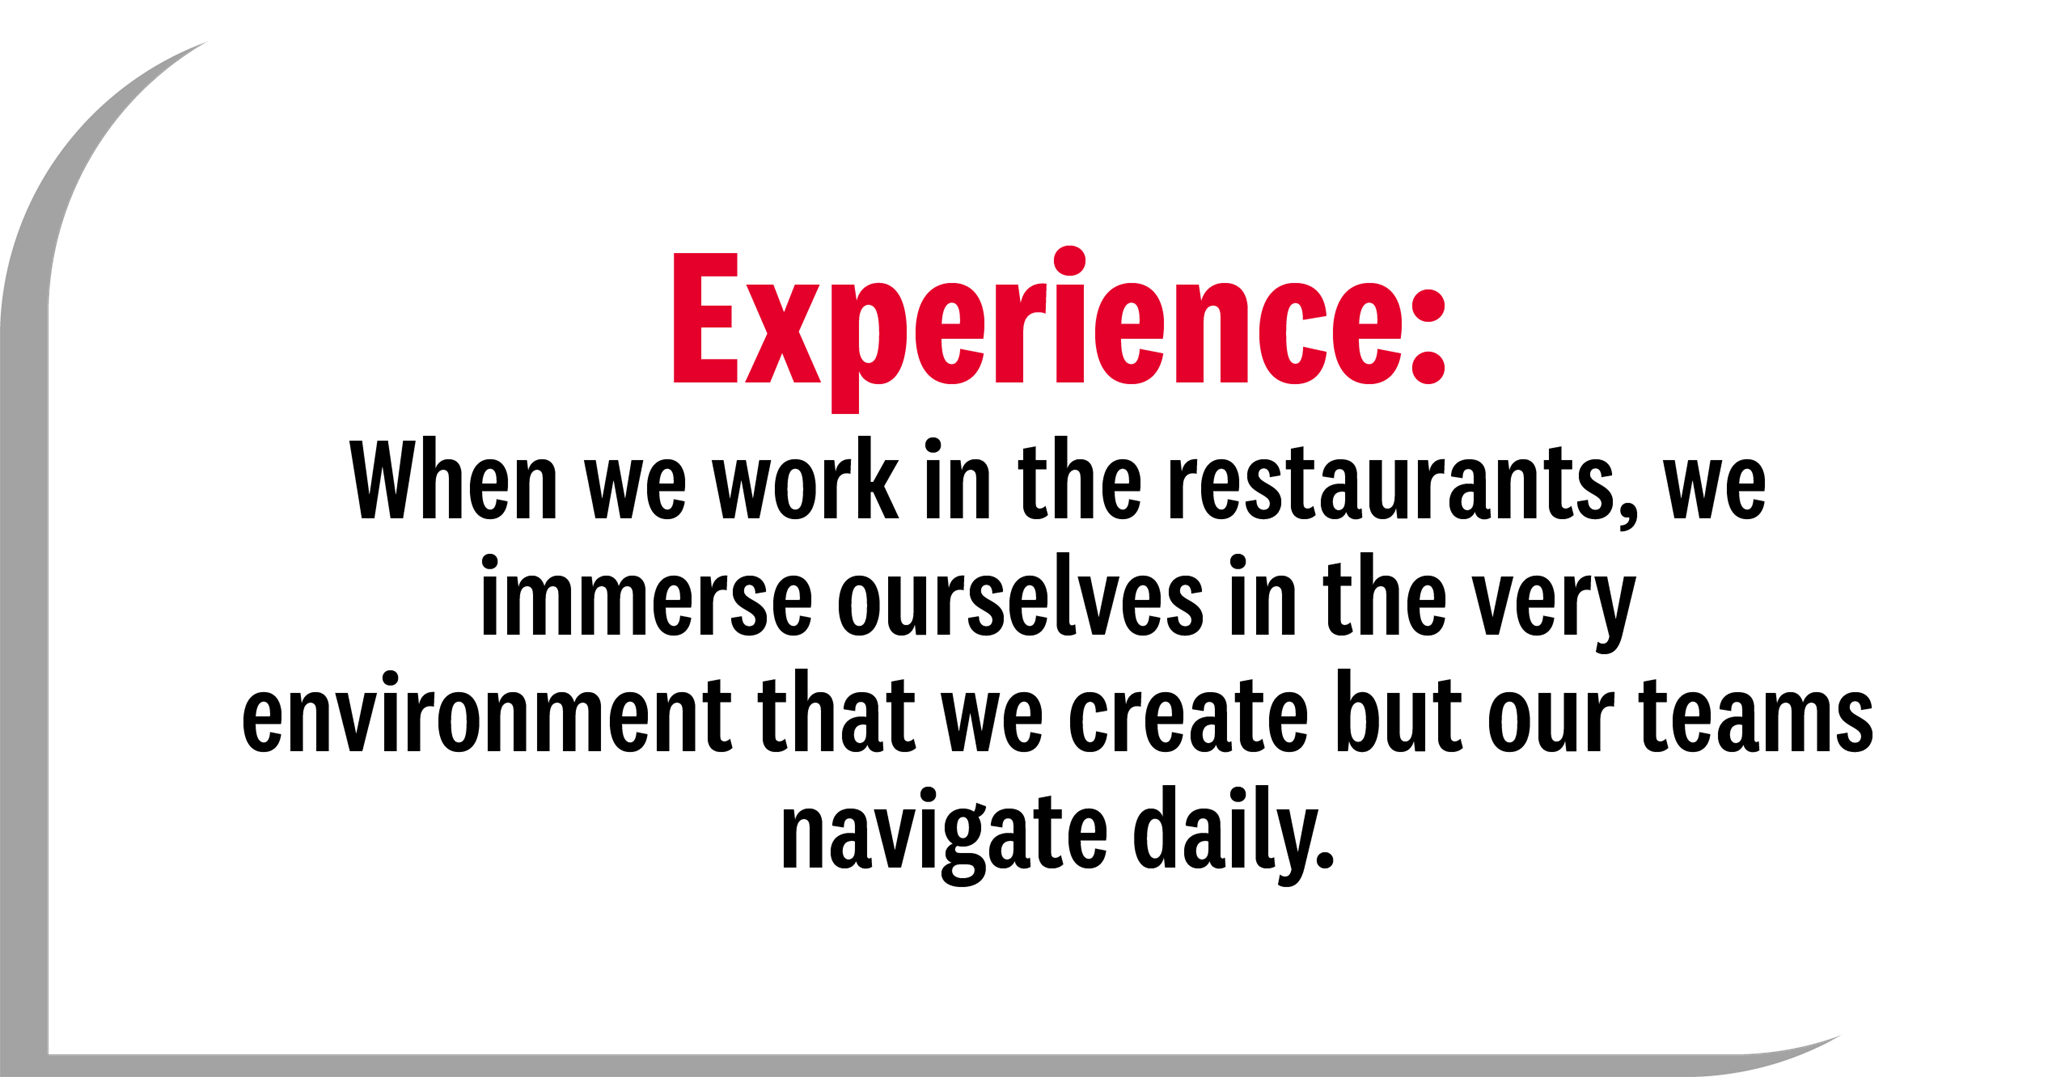 Experience:
When we work in the restaurants, we
immerse ourselves in the very
environment that we create but our teams
navigate daily.